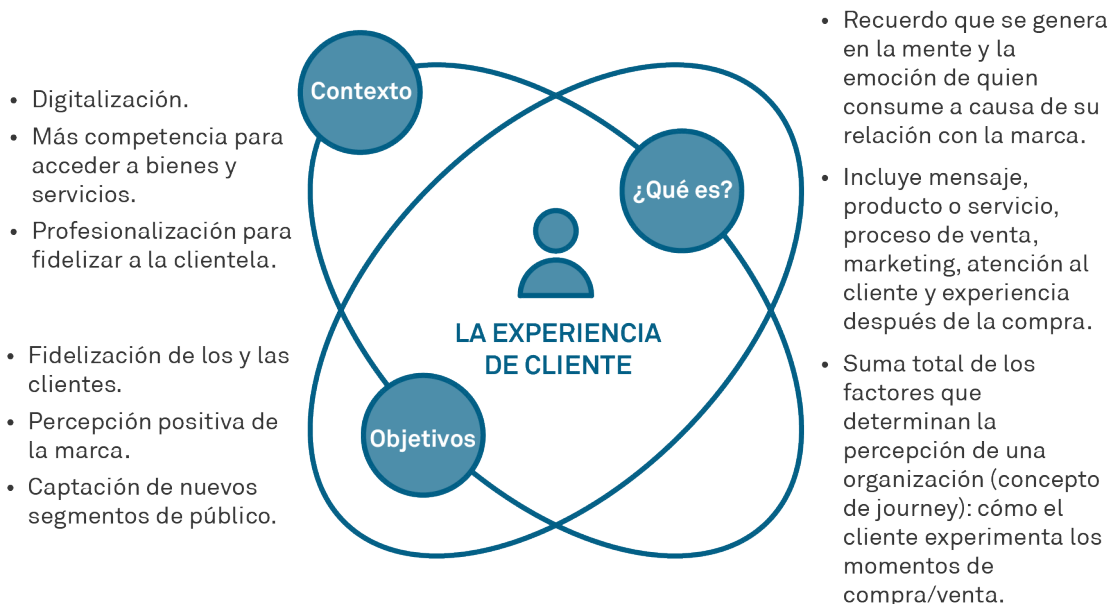 Contexto
• Digitalización.
• Más competencia para
acceder a bienes y
servicios.
• Profesionalización para
fidelizar a la clientela.
¿Qué es?
• Recuerdo que se genera
en la mente y la
emoción de quien
consume a causa de su
relación con la marca.
• Incluye mensaje,
producto o servicio,
proceso de venta,
marketing, atención al
cliente y experiencia
después de la compra.
• Suma total de los
factores que
determinan la
percepción de una
organización (concepto
de journey): cómo el
cliente experimenta los
momentos de
compra/venta.
LA EXPERIENCIA
DE CLIENTE
Objetivos
• Fidelización de los y las
clientes.
• Percepción positiva de
la marca.
• Captación de nuevos
segmentos de público.